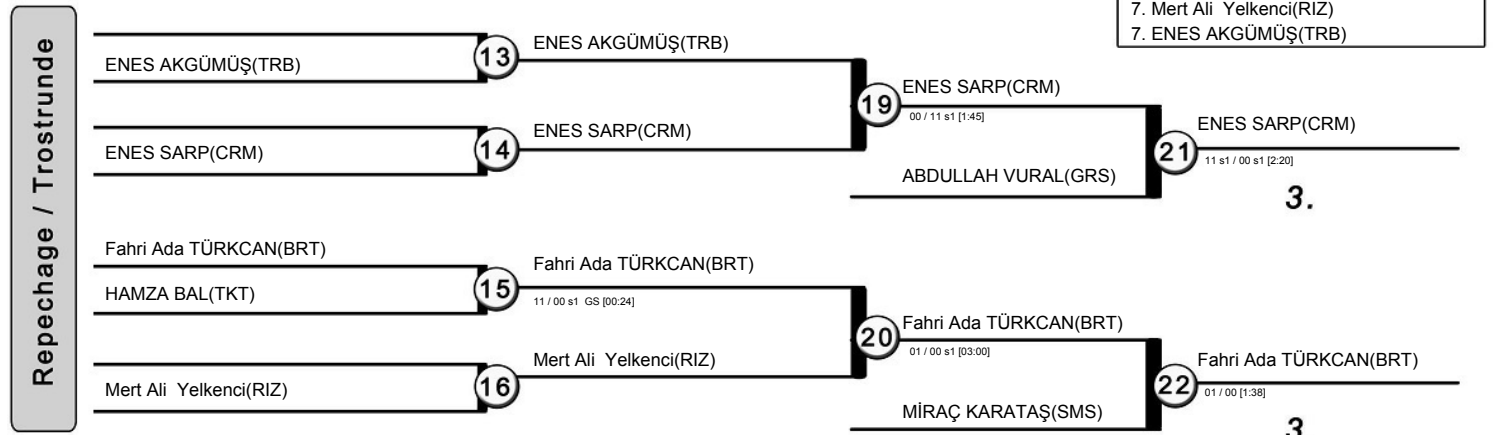 7. Mert Ali Yelkenci(RIZ)
7. ENES AKGÜMÜŞ(TRB)
Repechage / Trostrunde
ENES AKGÜMÜŞ(TRB)
13
ENES AKGÜMÜŞ(TRB)
ENES SARP(CRM)
14
ENES SARP(CRM)
19
ENES SARP(CRM)
00 / 11 s1 [1:45]
ABDULLAH VURAL(GRS)
21
ENES SARP(CRM)
11 s1 / 00 s1 [2:20]
3.
Fahri Ada TÜRKCAN(BRT)
HAMZA BAL(TKT)
15
Fahri Ada TÜRKCAN(BRT)
11 / 00 s1 GS [00:24]
Mert Ali Yelkenci(RIZ)
16
Mert Ali Yelkenci(RIZ)
20
Fahri Ada TÜRKCAN(BRT)
01 / 00 s1 [03:00]
MİRAÇ KARATAŞ(SMS)
22
Fahri Ada TÜRKCAN(BRT)
01 / 00 [1:38]
3